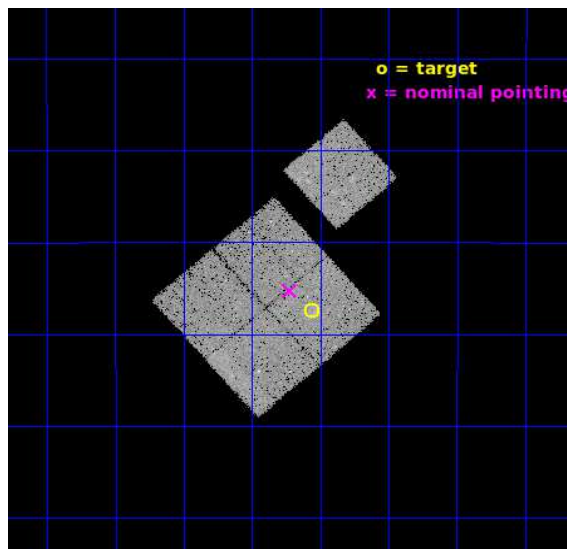 o = target
x = nominal pointing